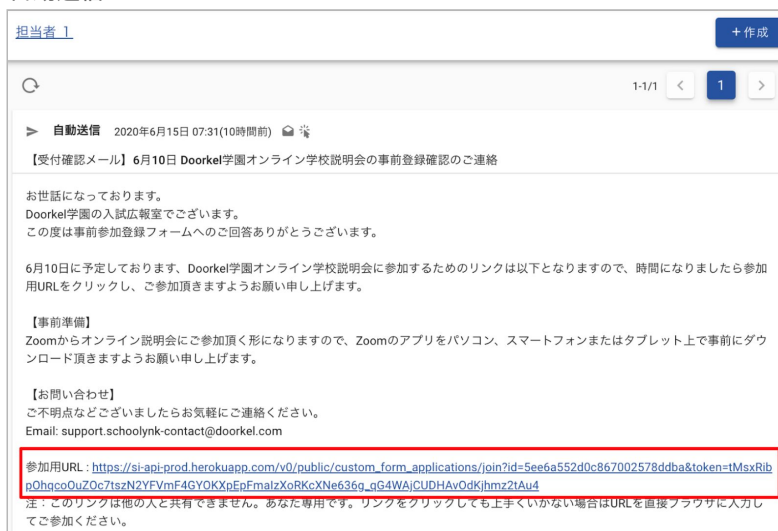 担当者 1
+作成
1-1/1 < 1 >
自動送信 2020年6月15日 07:31(10時間前)
【受付確認メール】6月10日 Doorkel学園オンライン学校説明会の事前登録確認のご連絡
お世話になっております。
Doorkel学園の入試広報室でございます。
この度は事前参加登録フォームへのご回答ありがとうございます。
6月10日に予定しております、Doorkel学園オンライン学校説明会に参加するためのリンクは以下となりますので、時間になりましたら参加
用URLをクリックし、ご参加頂きますようお願い申し上げます。
【事前準備】
Zoomからオンライン説明会にご参加頂く形になりますので、Zoomのアプリをパソコン、スマートフォンまたはタブレット上で事前にダウ
ンロード頂きますようお願い申し上げます。
【お問い合わせ】
ご不明点などございましたらお気軽にご連絡ください。
Email: support.schoolynk-contact@doorkel.com
参加用URL : https://si-api-prod.herokuapp.com/v0/public/custom_form_applications/join?id=5ee6a552d0c867002578ddba&token=tMsxRib
pOhqcoOuZOc7tszN2YFVmF4GYOKXpEpFmaIzXoRKcXNe636g_qG4WAjCUDHAvOdKjhmz2tAu4
注：このリンクは他の人と共有できません。あなた専用です。リンクをクリックしても上手くいかない場合はURLを直接ブラウザに入力し
てご参加ください。